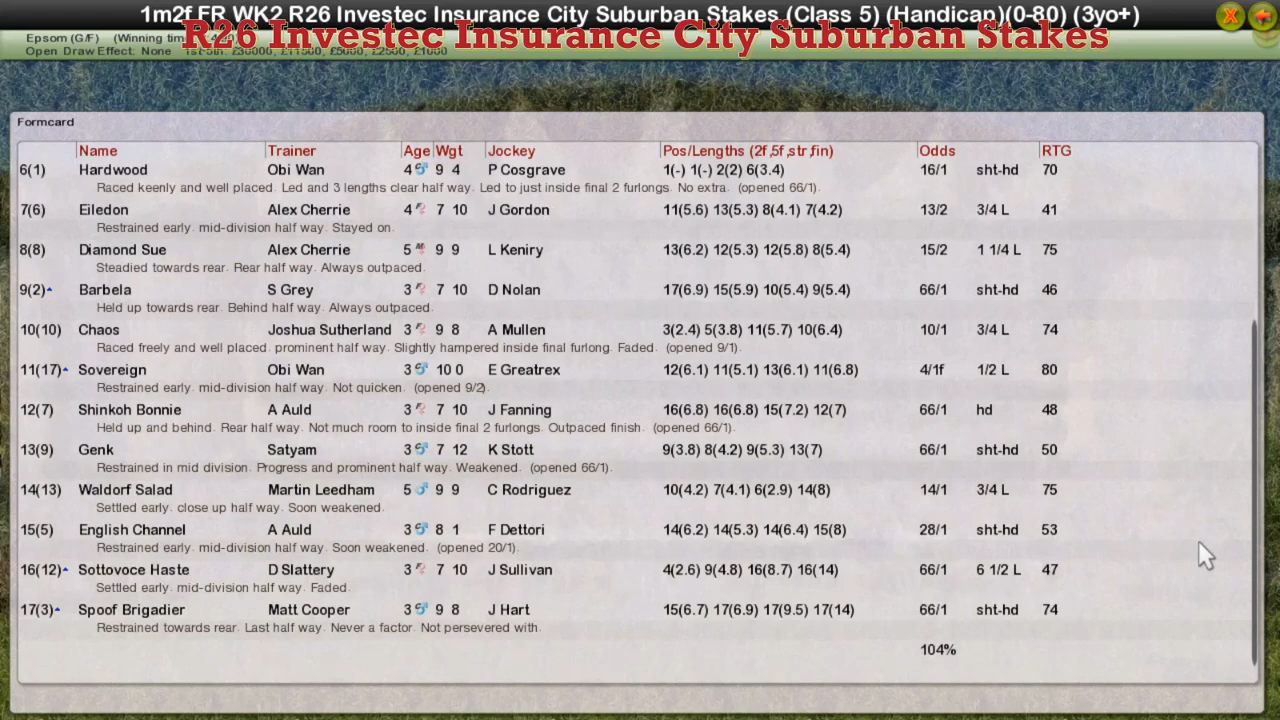 1m2f FR WK2 R26 Investec Insurance City Suburban Stakes (Class 5) (Handicap)(0-80) (3yo+)
R26 Investec Insurance City Suburban Stakes
Epsom (G/F) (Winning tim
Open Draw Effect: None 1st-5th: £30000, £11500, £5000, £2500, £1000
Formcard
Name Trainer Age Wgt Jockey Pos/Lengths (2f,5f,str,fin) Odds RTG
6(1) Hardwood Obi Wan 4 9 4 P Cosgrave 1(-) 1(-) 2(2) 6(3.4) 16/1 sht-hd 70
Raced keenly and well placed. Led and 3 lengths clear half way. Led to just inside final 2 furlongs. No extra. (opened 66/1).
7(6) Eiledon Alex Cherrie 4 7 10 J Gordon 11(5.6) 13(5.3) 8(4.1) 7(4.2) 13/2 3/4 L 41
Restrained early. mid-division half way. Stayed on.
8(8) Diamond Sue Alex Cherrie 5 9 9 L Keniry 13(6.2) 12(5.3) 12(5.8) 8(5.4) 15/2 1 1/4 L 75
Steadied towards rear. Rear half way. Always outpaced.
9(2) Barbela S Grey 3 7 10 D Nolan 17(6.9) 15(5.9) 10(5.4) 9(5.4) 66/1 sht-hd 46
Held up towards rear. Behind half way. Always outpaced.
10(10) Chaos Joshua Sutherland 3 9 8 A Mullen 3(2.4) 5(3.8) 11(5.7) 10(6.4) 10/1 3/4 L 74
Raced freely and well placed. prominent half way. Slightly hampered inside final furlong. Faded. (opened 9/1).
11(17) Sovereign Obi Wan 3 10 0 E Greatrex 12(6.1) 11(5.1) 13(6.1) 11(6.8) 4/1f 1/2 L 80
Restrained early. mid-division half way. Not quicken. (opened 9/2).
12(7) Shinkoh Bonnie A Auld 3 7 10 J Fanning 16(6.8) 16(6.8) 15(7.2) 12(7) 66/1 hd 48
Held up and behind. Rear half way. Not much room to inside final 2 furlongs. Outpaced finish. (opened 66/1).
13(9) Genk Satyam 3 7 12 K Stott 9(3.8) 8(4.2) 9(5.3) 13(7) 66/1 sht-hd 50
Restrained in mid division. Progress and prominent half way. Weakened. (opened 66/1).
14(13) Waldorf Salad Martin Leedham 5 9 9 C Rodriguez 10(4.2) 7(4.1) 6(2.9) 14(8) 14/1 3/4 L 75
Settled early. close up half way. Soon weakened.
15(5) English Channel A Auld 3 8 1 F Dettori 14(6.2) 14(5.3) 14(6.4) 15(8) 28/1 sht-hd 53
Restrained early. mid-division half way. Soon weakened. (opened 20/1).
16(12) Sottovoce Haste D Slattery 3 7 10 J Sullivan 4(2.6) 9(4.8) 16(8.7) 16(14) 66/1 6 1/2 L 47
Settled early. mid-division half way. Faded.
17(3) Spoof Brigadier Matt Cooper 3 9 8 J Hart 15(6.7) 17(6.9) 17(9.5) 17(14) 66/1 sht-hd 74
Restrained towards rear. Last half way. Never a factor. Not persevered with.
104%